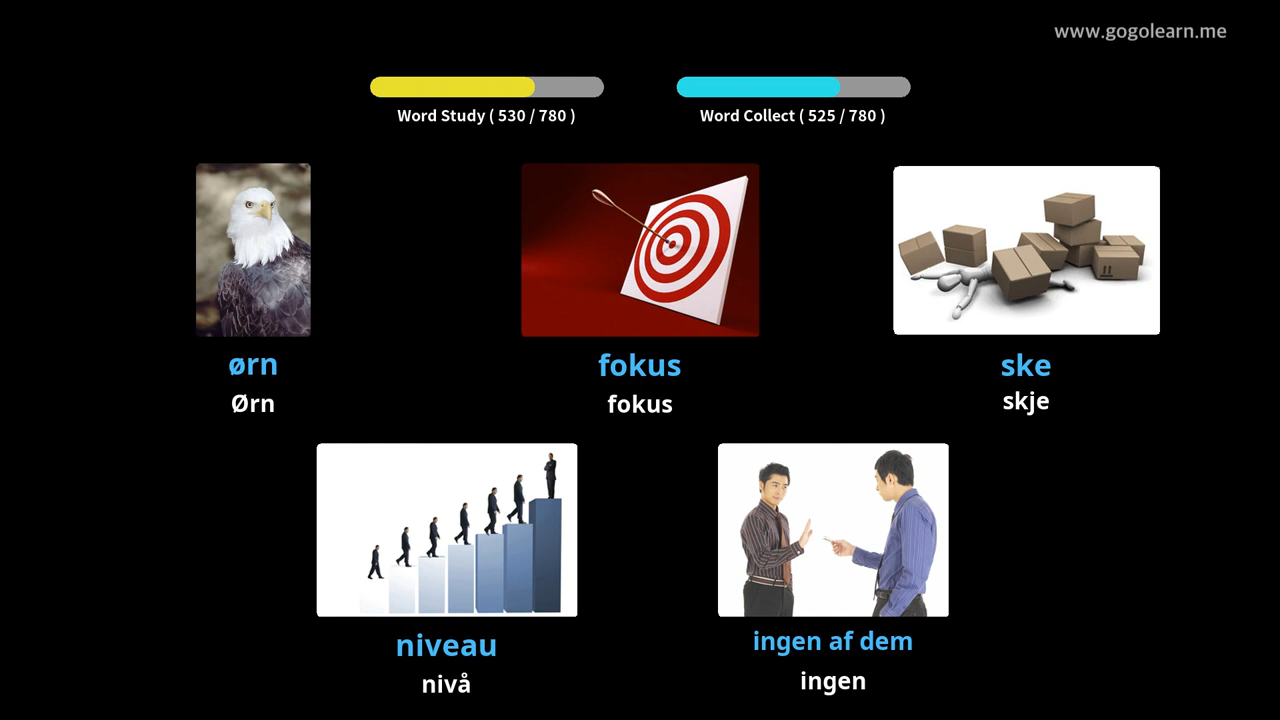 www.gogolearn.me
Word Study ( 530 / 780 )
Word Collect ( 525 / 780 )
ørn
Ørn
fokus
fokus
ske
skje
niveau
nivå
ingen af dem
ingen